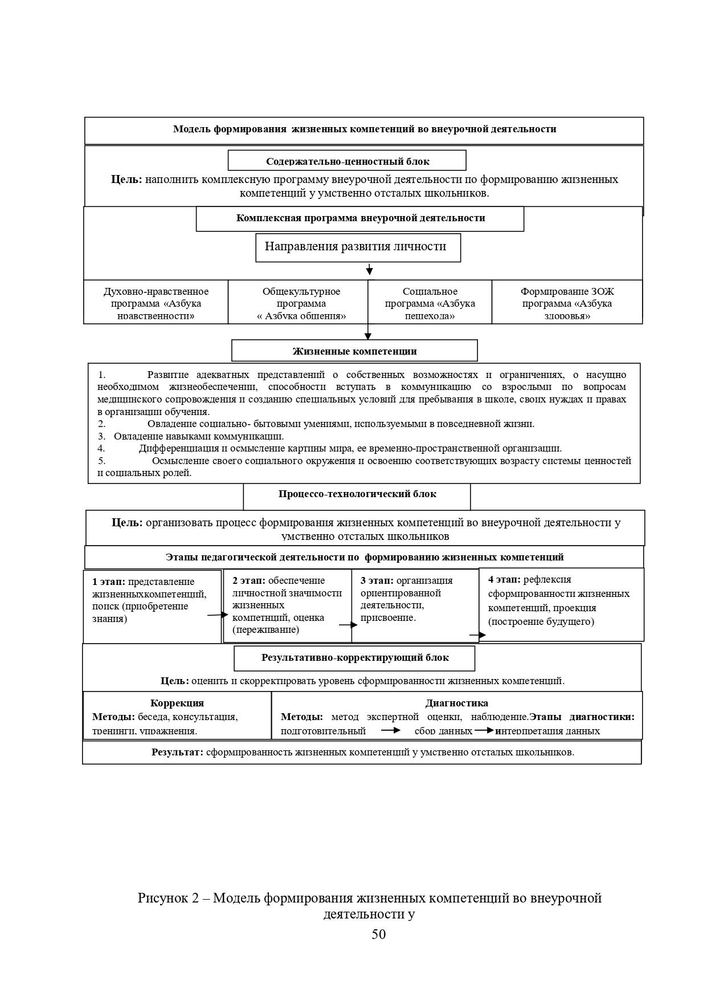 Модель формирования жизненных компетенций во внеурочной деятельности
Содержательно-ценностный блок
Цель: наполнить комплексную программу внеурочной деятельности по формированию жизненных
компетенций у умственно отсталых школьников.
Комплексная программа внеурочной деятельности
Направления развития личности
Духовно-нравственное
программа «Азбука
нравственности»
Общекультурное
программа
« Азбука общения»
Социальное
программа «Азбука
пешехода»
Формирование ЗОЖ
программа «Азбука
здоровья»
Жизненные компетенции
1. Развитие адекватных представлений о собственных возможностях и ограничениях, о насущно
необходимом жизнеобеспечении, способности вступать в коммуникацию со взрослыми по вопросам
медицинского сопровождения и созданию специальных условий для пребывания в школе, своих нуждах и правах
в организации обучения.
2. Овладение социально- бытовыми умениями, используемыми в повседневной жизни.
3. Овладение навыками коммуникации.
4. Дифференциация и осмысление картины мира, ее временно-пространственной организации.
5. Осмысление своего социального окружения и освоению соответствующих возрасту системы ценностей
и социальных ролей.
Процессо-технологический блок
Цель: организовать процесс формирования жизненных компетенций во внеурочной деятельности у
умственно отсталых школьников
Этапы педагогической деятельности по формированию жизненных компетенций
1 этап: представление
жизненныхкомпетенций,
поиск (приобретение
знания)
2 этап: обеспечение
личностной значимости
жизненных
компетнций, оценка
(переживание)
3 этап: организация
ориентированной
деятельности,
присвоение.
4 этап: рефлексия
сформированности жизненных
компетенций, проекция
(построение будущего)
Результативно-корректирующий блок
Цель: оценить и скорректировать уровень сформированности жизненных компетенций.
Коррекция
Методы: беседа, консультация,
тренинги, упражнения.
Диагностика
Методы: метод экспертной оценки, наблюдение.Этапы диагностики:
подготовительный сбор данных интерпретация данных
Результат: сформированность жизненных компетенций у умственно отсталых школьников.
Рисунок 2 – Модель формирования жизненных компетенций во внеурочной
деятельности у
50